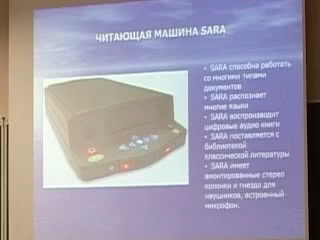 ЧИТАЮЩАЯ МАШИНА SARA
• SARA способна работать
со многими типами
документов
• SARA распознает
многие языки
• SARA воспроизводит
цифровые аудио книги
• SARA поставляется с
библиотекой
классической литературы
• SARA имеет
вмонтированные стерео
колонки и гнездо для
наушников, встроенный
микрофон.